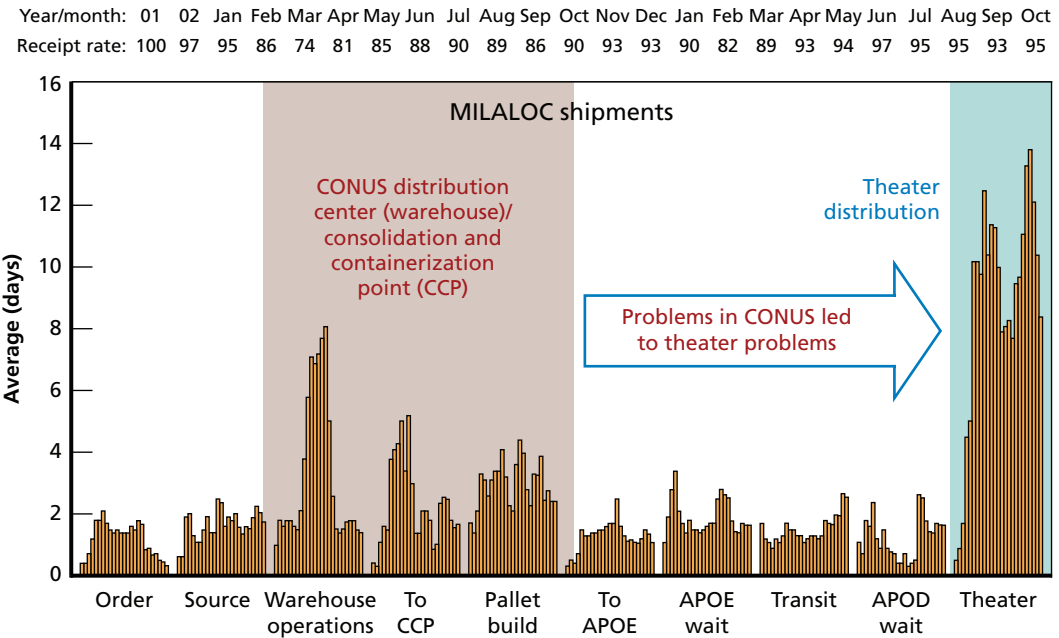 Year/month: 01 02 Jan Feb Mar Apr May Jun Jul Aug Sep Oct Nov Dec Jan Feb Mar Apr May Jun Jul Aug Sep Oct
Receipt rate: 100 97 95 86 74 81 85 88 90 89 86 90 93 93 90 82 89 93 94 97 95 95 93 95
16
MILALOC shipments
14
CONUS distribution
center (warehouse)/
consolidation and
containerization
point (CCP)
Theater
distribution
12
10
Problems in CONUS led
to theater problems
8
6
4
2
0
Average (days)
Order
Source
Warehouse
operations
To
CCP
Pallet
build
To
APOE
APOE
wait
Transit
APOD
wait
Theater